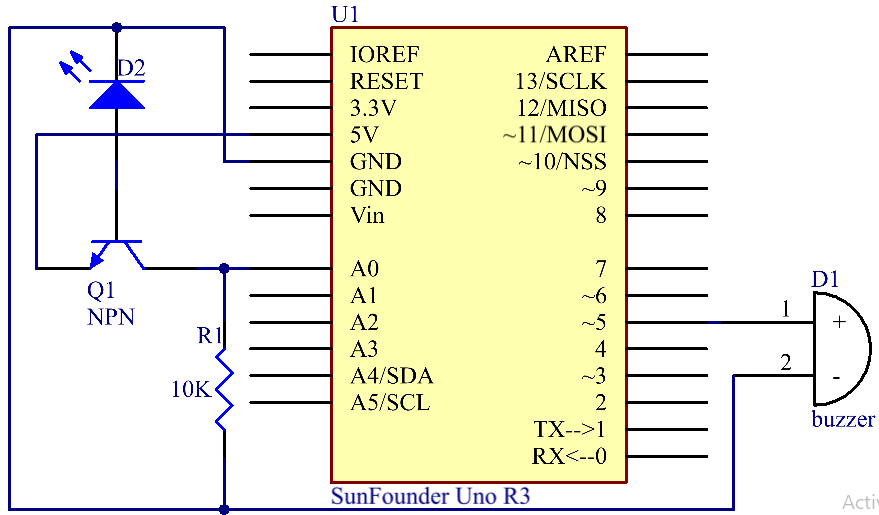 U1
IOREF
RESET
3.3V
5V
GND
GND
Vin
A0
A1
A2
A3
A4/SDA
A5/SCL
AREF
13/SCLK
12/MISO
~11/MOSI
~10/NSS
~9
8
7
~6
~5
4
~3
2
TX-->1
RX<--0
SunFounder Uno R3
D2
Q1
NPN
R1
10K
D1
1
+
2
-
buzzer
Activ